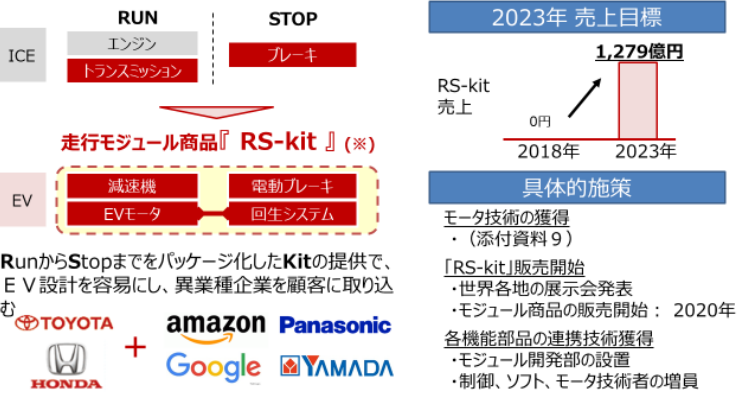 RUN
STOP
ICE
エンジン
トランスミッション
ブレーキ
走行モジュール商品『 RS-kit 』(※)
EV
減速機
電動ブレーキ
EVモータ
回生システム
RunからStopまでをパッケージ化したKitの提供で、
ＥＶ設計を容易にし、異業種企業を顧客に取り込
む
TOYOTA
HONDA
+
amazon
Panasonic
Google
YAMADA
2023年 売上目標
1,279億円
RS-kit
売上
0円
2018年
2023年
具体的施策
モータ技術の獲得
・（添付資料９）
「RS-kit」販売開始
・世界各地の展示会発表
・モジュール商品の販売開始： 2020年
各機能部品の連携技術獲得
・モジュール開発部の設置
・制御、ソフト、モータ技術者の増員